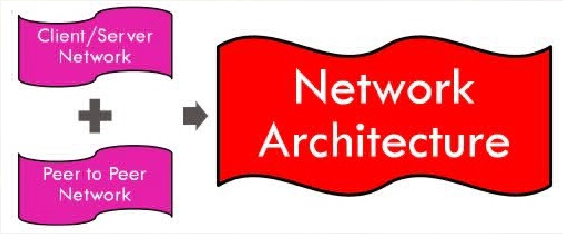 Client/Server
Network
Peer to Peer
Network
Network
Architecture